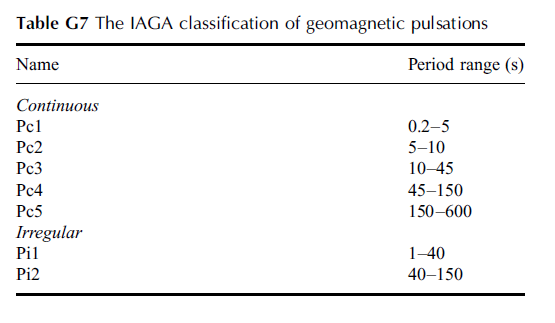 Table G7 The IAGA classification of geomagnetic pulsations
Name Period range (s)
Continuous
Pc1 0.2–5
Pc2 5–10
Pc3 10–45
Pc4 45–150
Pc5 150–600
Irregular
Pi1 1–40
Pi2 40–150